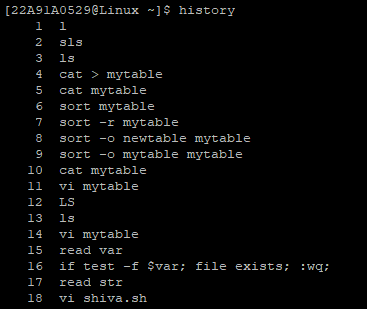 [22A91A0529@Linux ~]$ history
1 l
2 sls
3 ls
4 cat > mytable
5 cat mytable
6 sort mytable
7 sort -r mytable
8 sort -o newtable mytable
9 sort -o mytable mytable
10 cat mytable
11 vi mytable
12 LS
13 ls
14 vi mytable
15 read var
16 if test -f $var; file exists; :wq;
17 read str
18 vi shiva.sh